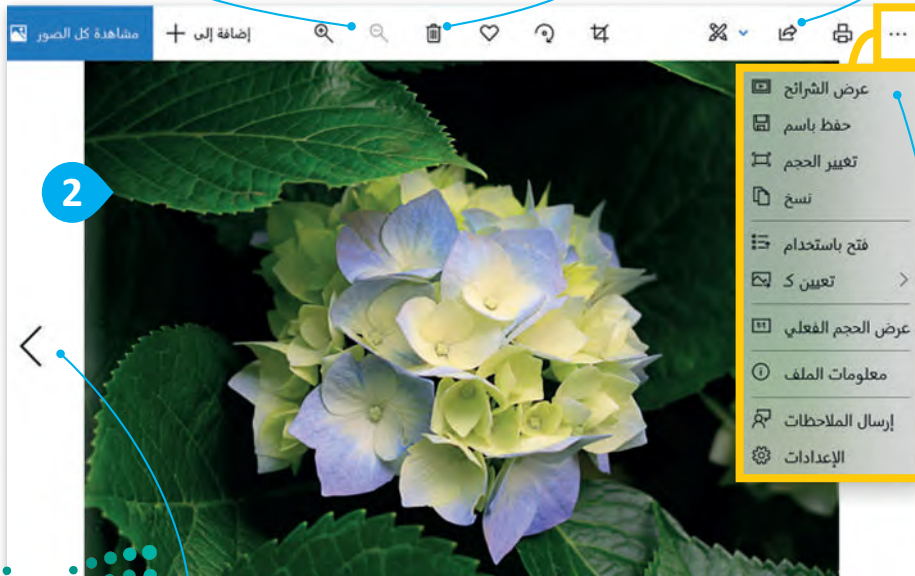 مشاهدة كل الصور
إضافة إلى
عرض الشرائح
حفظ باسم
تغيير الحجم
نسخ
2
فتح باستخدام
تعيين ك
عرض الحجم الفعلي
معلومات الملف
إرسال الملاحظات
الإعدادات